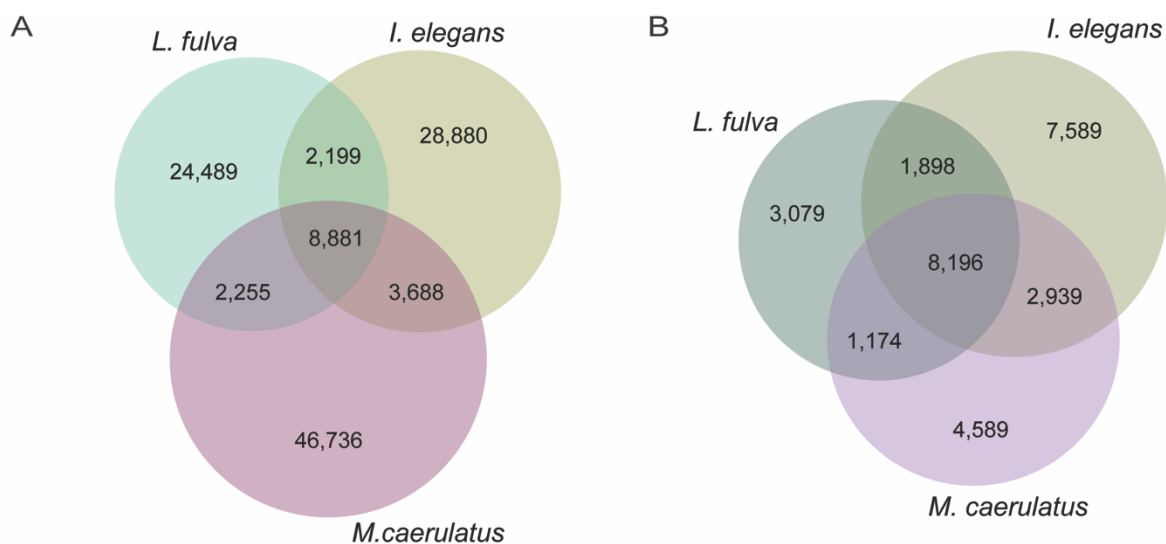 A
L. fulva
I. elegans
24,489
2,199
28,880
8,881
2,255
3,688
46,736
M.caerulatus
B
I. elegans
L. fulva
7,589
1,898
3,079
8,196
2,939
1,174
4,589
M. caerulatus